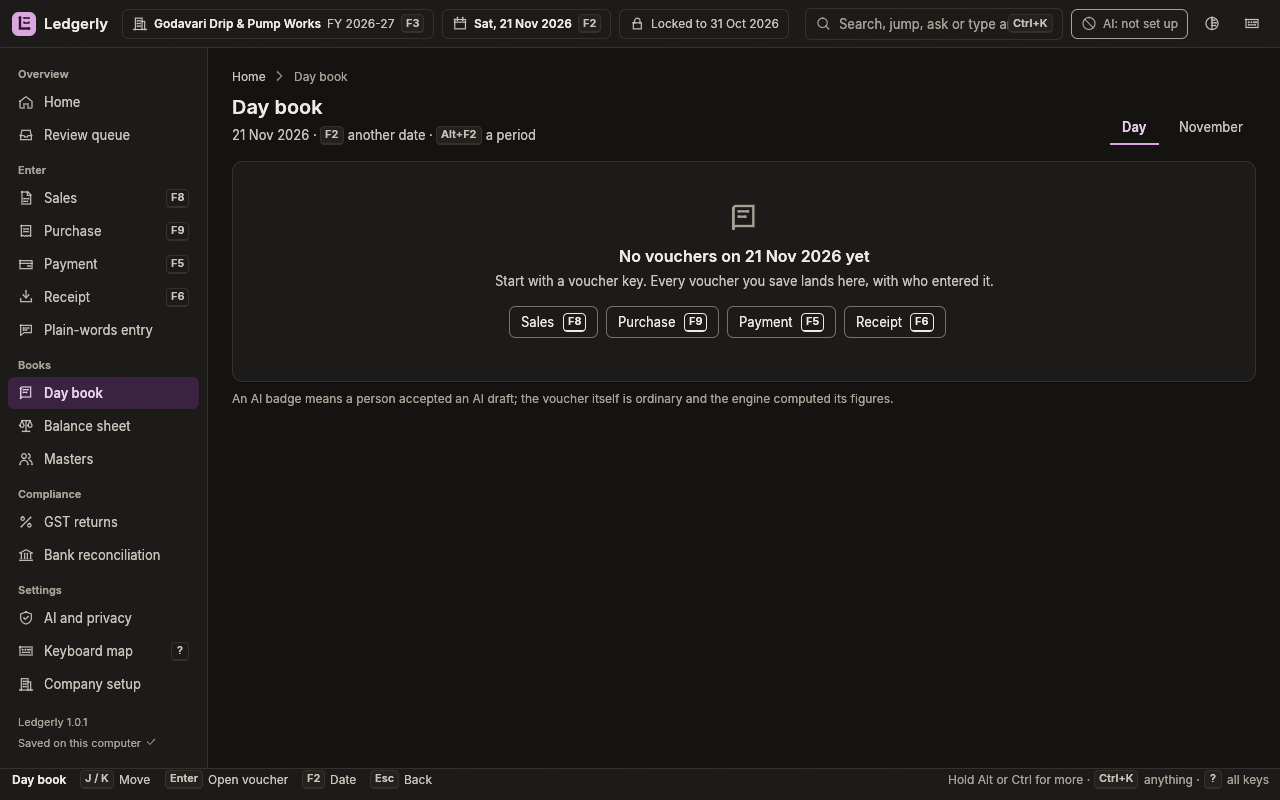 Ledgerly
Godavari Drip & Pump Works FY 2026-27 F3
Sat, 21 Nov 2026 F2
Locked to 31 Oct 2026
Search, jump, ask or type a Ctrl+K
AI: not set up
Overview
Home
Review queue
Enter
Sales F8
Purchase F9
Payment F5
Receipt F6
Plain-words entry
Books
Day book
Balance sheet
Masters
Compliance
GST returns
Bank reconciliation
Settings
AI and privacy
Keyboard map ?
Company setup
Ledgerly 1.0.1
Saved on this computer
Home Day book
Day book
21 Nov 2026 · F2 another date · Alt+F2 a period
Day November
No vouchers on 21 Nov 2026 yet
Start with a voucher key. Every voucher you save lands here, with who entered it.
Sales F8 Purchase F9 Payment F5 Receipt F6
An AI badge means a person accepted an AI draft; the voucher itself is ordinary and the engine computed its figures.
Day book J / K Move Enter Open voucher F2 Date Esc Back
Hold Alt or Ctrl for more · Ctrl+K anything · ? all keys